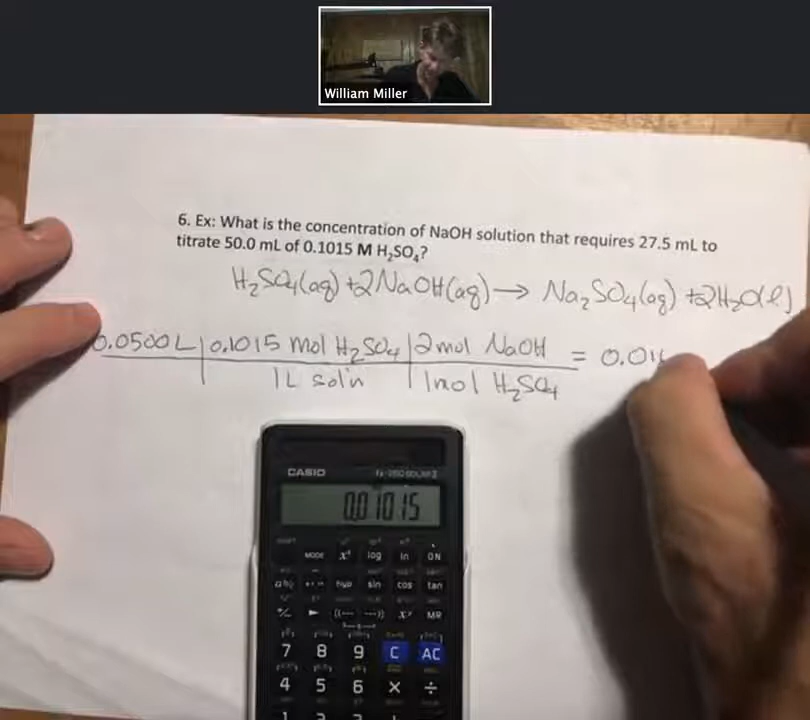 William Miller
6. Ex: What is the concentration of NaOH solution that requires 27.5 mL to
titrate 50.0 mL of 0.1015 M H₂SO₄?
H₂SO₄(aq) + 2NaOH(aq) → Na₂SO₄(aq) + 2H₂O(l)
0.0500 L | 0.1015 mol H₂SO₄ | 2mol NaOH = 0.01
1L sol'n | 1mol H₂SO₄
CASIO
0.01015
MODE log ln ON
hyp sin cos tan
MR
7 8 9 C AC
4 5 6 × ÷